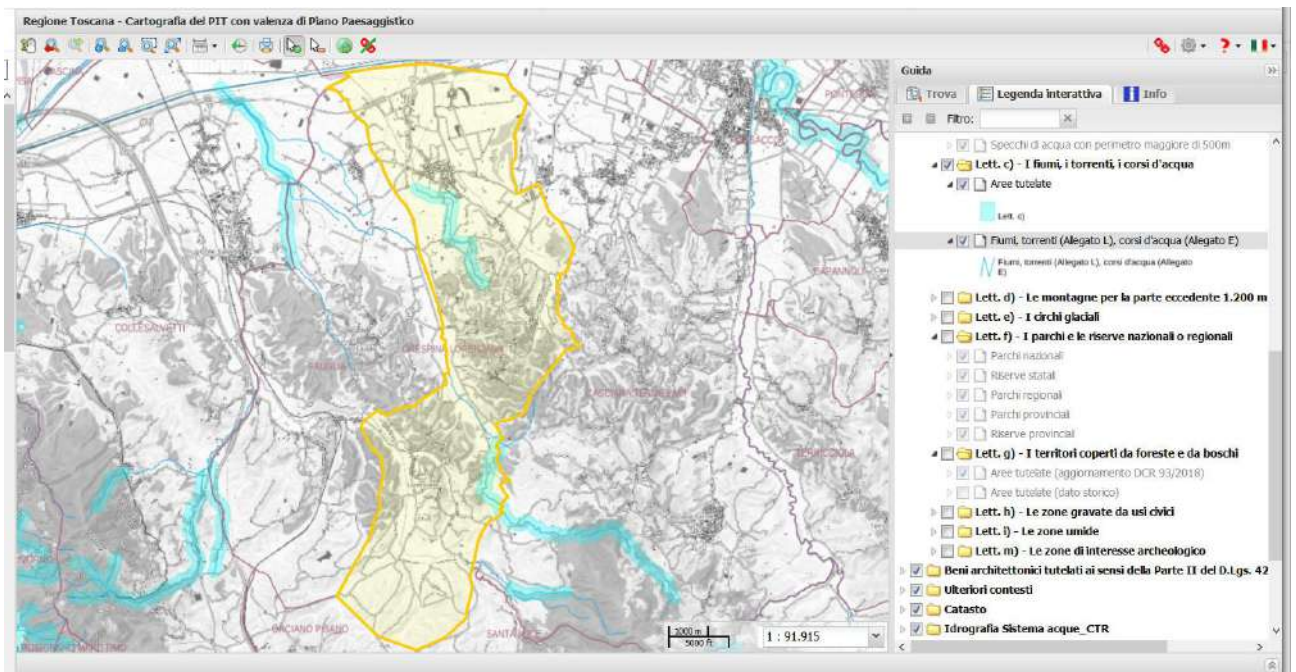 Regione Toscana - Cartografia del PIT con valenza di Piano Paesaggistico
Guida
Trova
Legenda interattiva
Info
Filtro:
Specchi di acqua con perimetro maggiore di 500m
Lett. c) - I fiumi, i torrenti, i corsi d'acqua
Aree tutelate
Lett. c)
Fiumi, torrenti (Allegato L), corsi d'acqua (Allegato E)
Fiumi, torrenti (Allegato L), corsi d'acqua (Allegato
E)
Lett. d) - Le montagne per la parte eccedente 1.200 m
Lett. e) - I circhi glaciali
Lett. f) - I parchi e le riserve nazionali o regionali
Parchi nazionali
Riserve statali
Parchi regionali
Parchi provinciali
Riserve provinciali
Lett. g) - I territori coperti da foreste e da boschi
Aree tutelate (aggiornamento DCR 93/2018)
Aree tutelate (dato storico)
Lett. h) - Le zone gravate da usi civici
Lett. i) - Le zone umide
Lett. m) - Le zone di interesse archeologico
Beni architettonici tutelati ai sensi della Parte II del D.Lgs. 42
Ulteriori contesti
Catasto
Idrografia Sistema acque_CTR
COLLESALVETTI
FAUGLIA
CRESPINA LORENZANA
CAPANNOLI
TERRICCIOLA
ORCIANO PISANO
2000 m
5000 ft
1 : 91.915